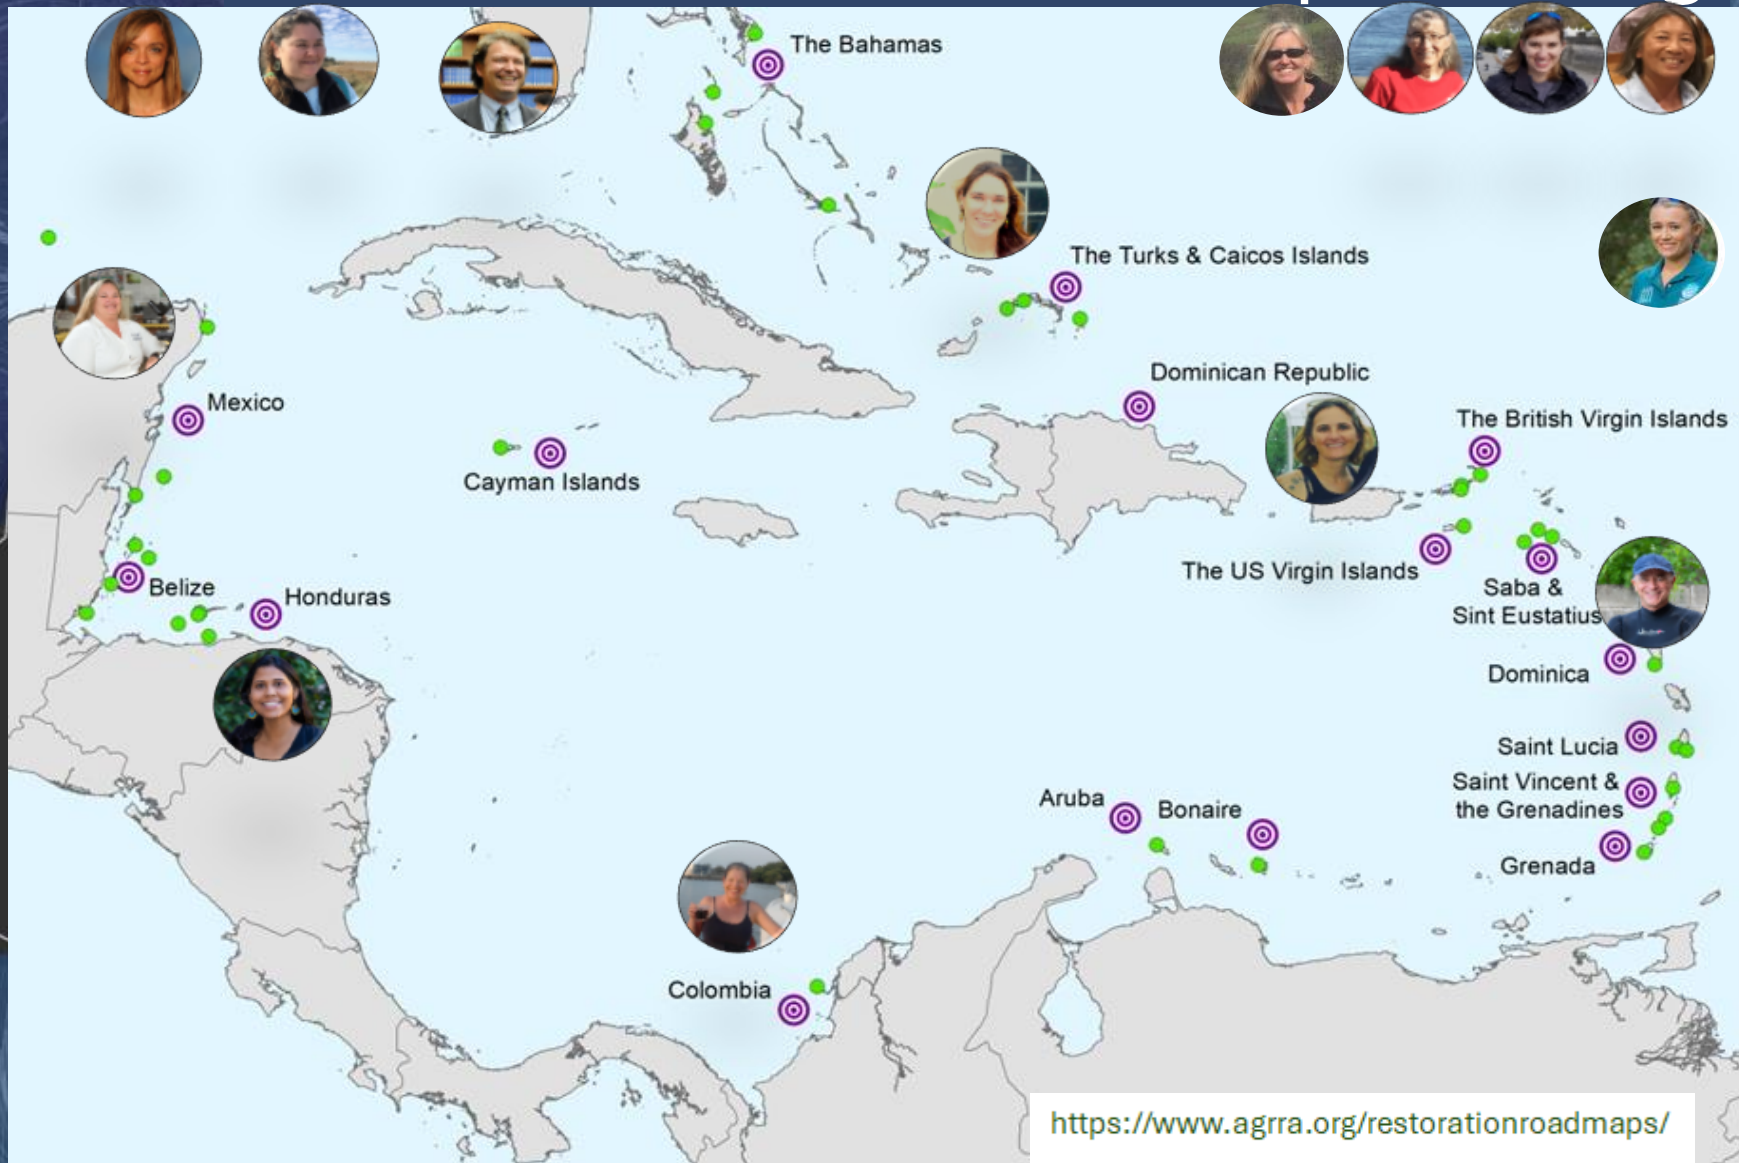 The Bahamas
The Turks & Caicos Islands
Dominican Republic
Mexico
The British Virgin Islands
Cayman Islands
The US Virgin Islands
Belize
Honduras
Saba &
Sint Eustatius
Dominica
Saint Lucia
Saint Vincent &
the Grenadines
Aruba
Bonaire
Grenada
Colombia
https://www.agrra.org/restorationroadmaps/